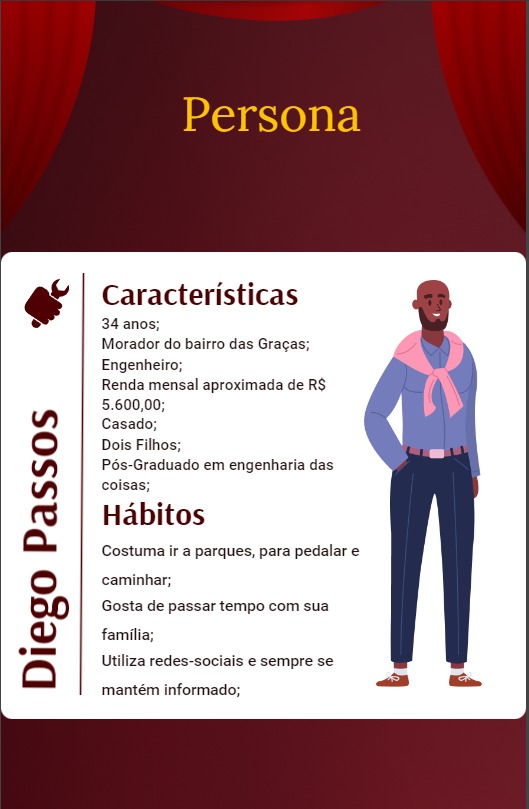 Persona
Diego Passos
Características
34 anos;
Morador do bairro das Graças;
Engenheiro;
Renda mensal aproximada de R$
5.600,00;
Casado;
Dois Filhos;
Pós-Graduado em engenharia das
coisas;
Hábitos
Costuma ir a parques, para pedalar e
caminhar;
Gosta de passar tempo com sua
família;
Utiliza redes-sociais e sempre se
mantém informado;